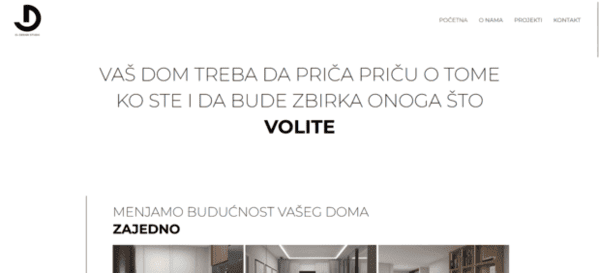 POČETNA O NAMA PROJEKTI KONTAKT
VAŠ DOM TREBA DA PRIČA PRIČU O TOME
KO STE I DA BUDE ZBIRKA ONOGA ŠTO
VOLITE
MENJAMO BUDUĆNOST VAŠEG DOMA
ZAJEDNO